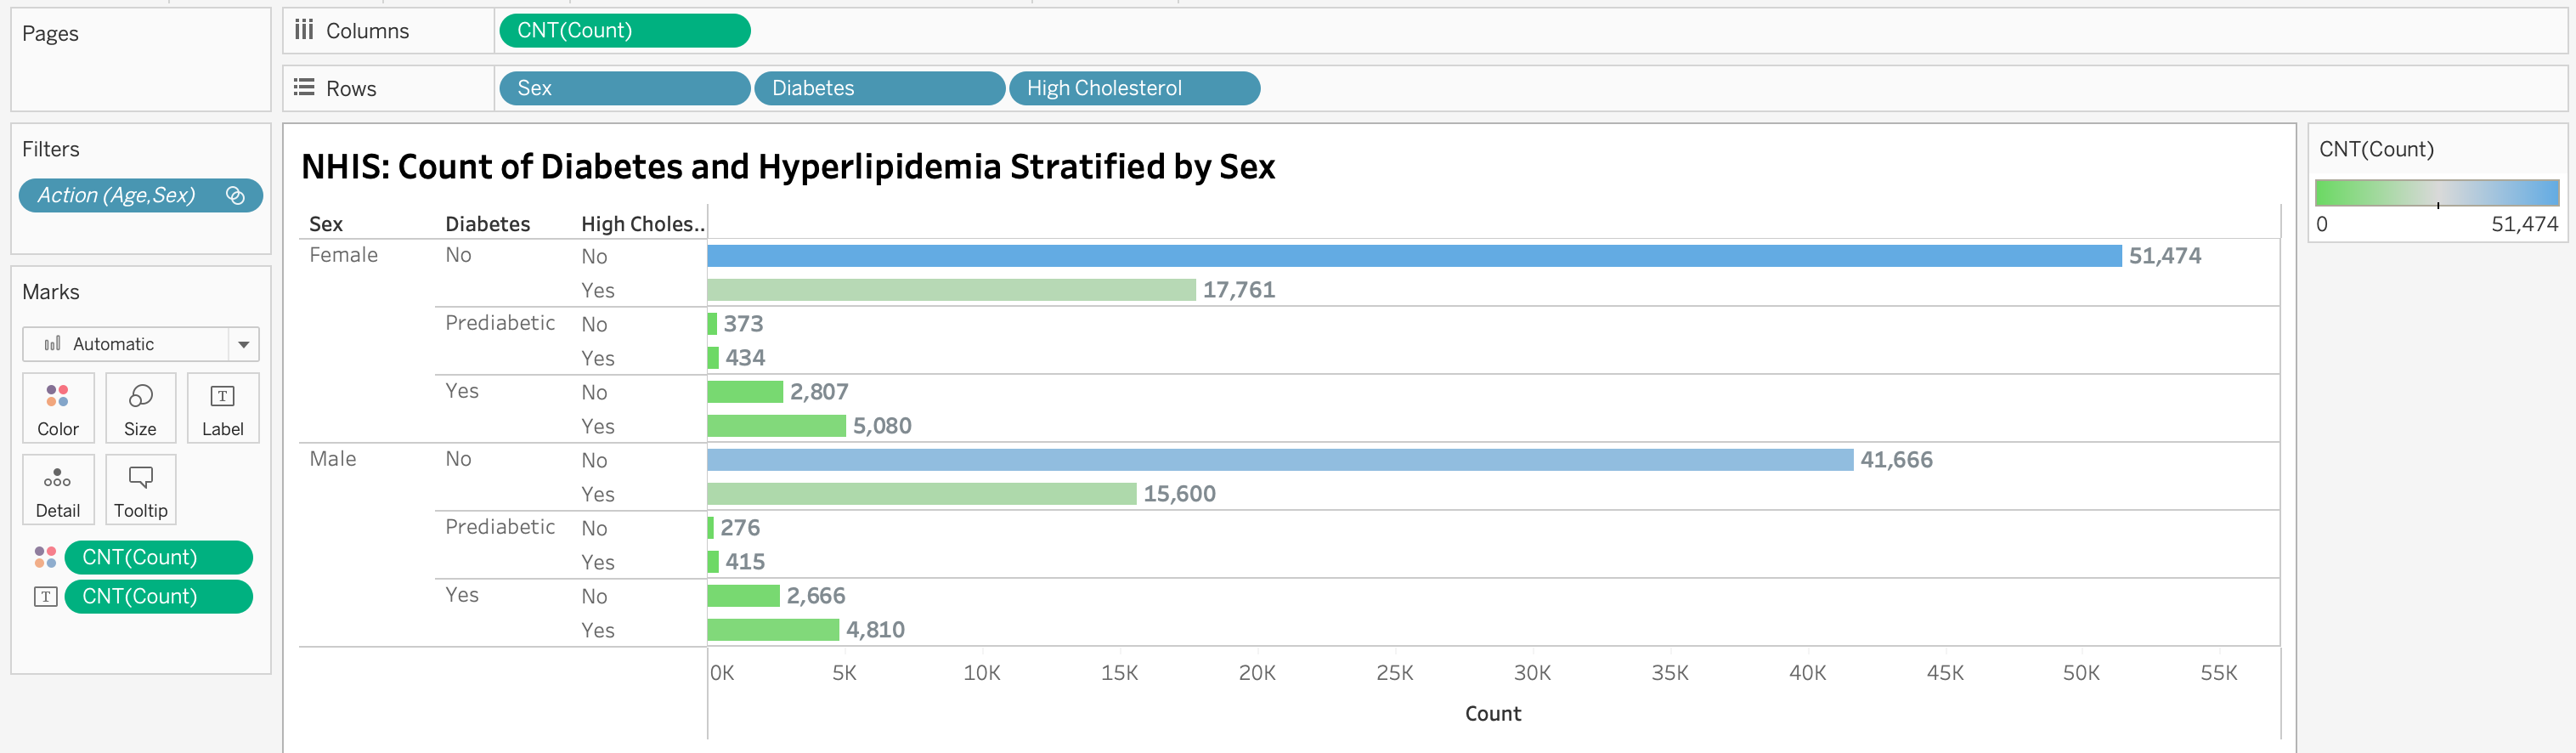 Pages
Columns CNT(Count)
Rows Sex Diabetes High Cholesterol
Filters
Action (Age,Sex)
Marks
Automatic
Color Size Label
Detail Tooltip
CNT(Count)
CNT(Count)
NHIS: Count of Diabetes and Hyperlipidemia Stratified by Sex
Sex Diabetes High Choles..
Female No No 51,474
Yes 17,761
Prediabetic No 373
Yes 434
Yes No 2,807
Yes 5,080
Male No No 41,666
Yes 15,600
Prediabetic No 276
Yes 415
Yes No 2,666
Yes 4,810
0K 5K 10K 15K 20K 25K 30K 35K 40K 45K 50K 55K
Count
CNT(Count)
0 51,474